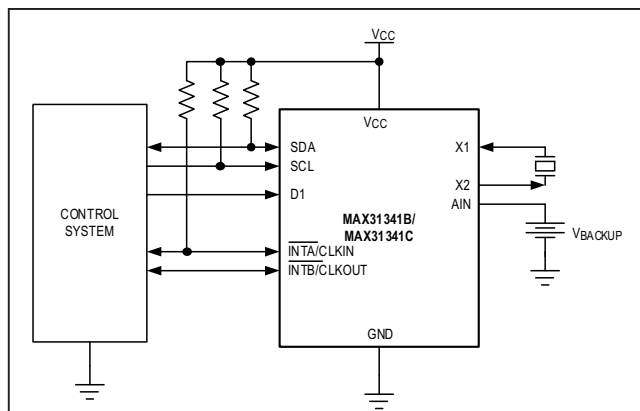 VCC
VCC
SDA
SCL
D1
INTA/CLKIN
INTB/CLKOUT
X1
X2
AIN
MAX31341B/
MAX31341C
GND
CONTROL
SYSTEM
VBACKUP